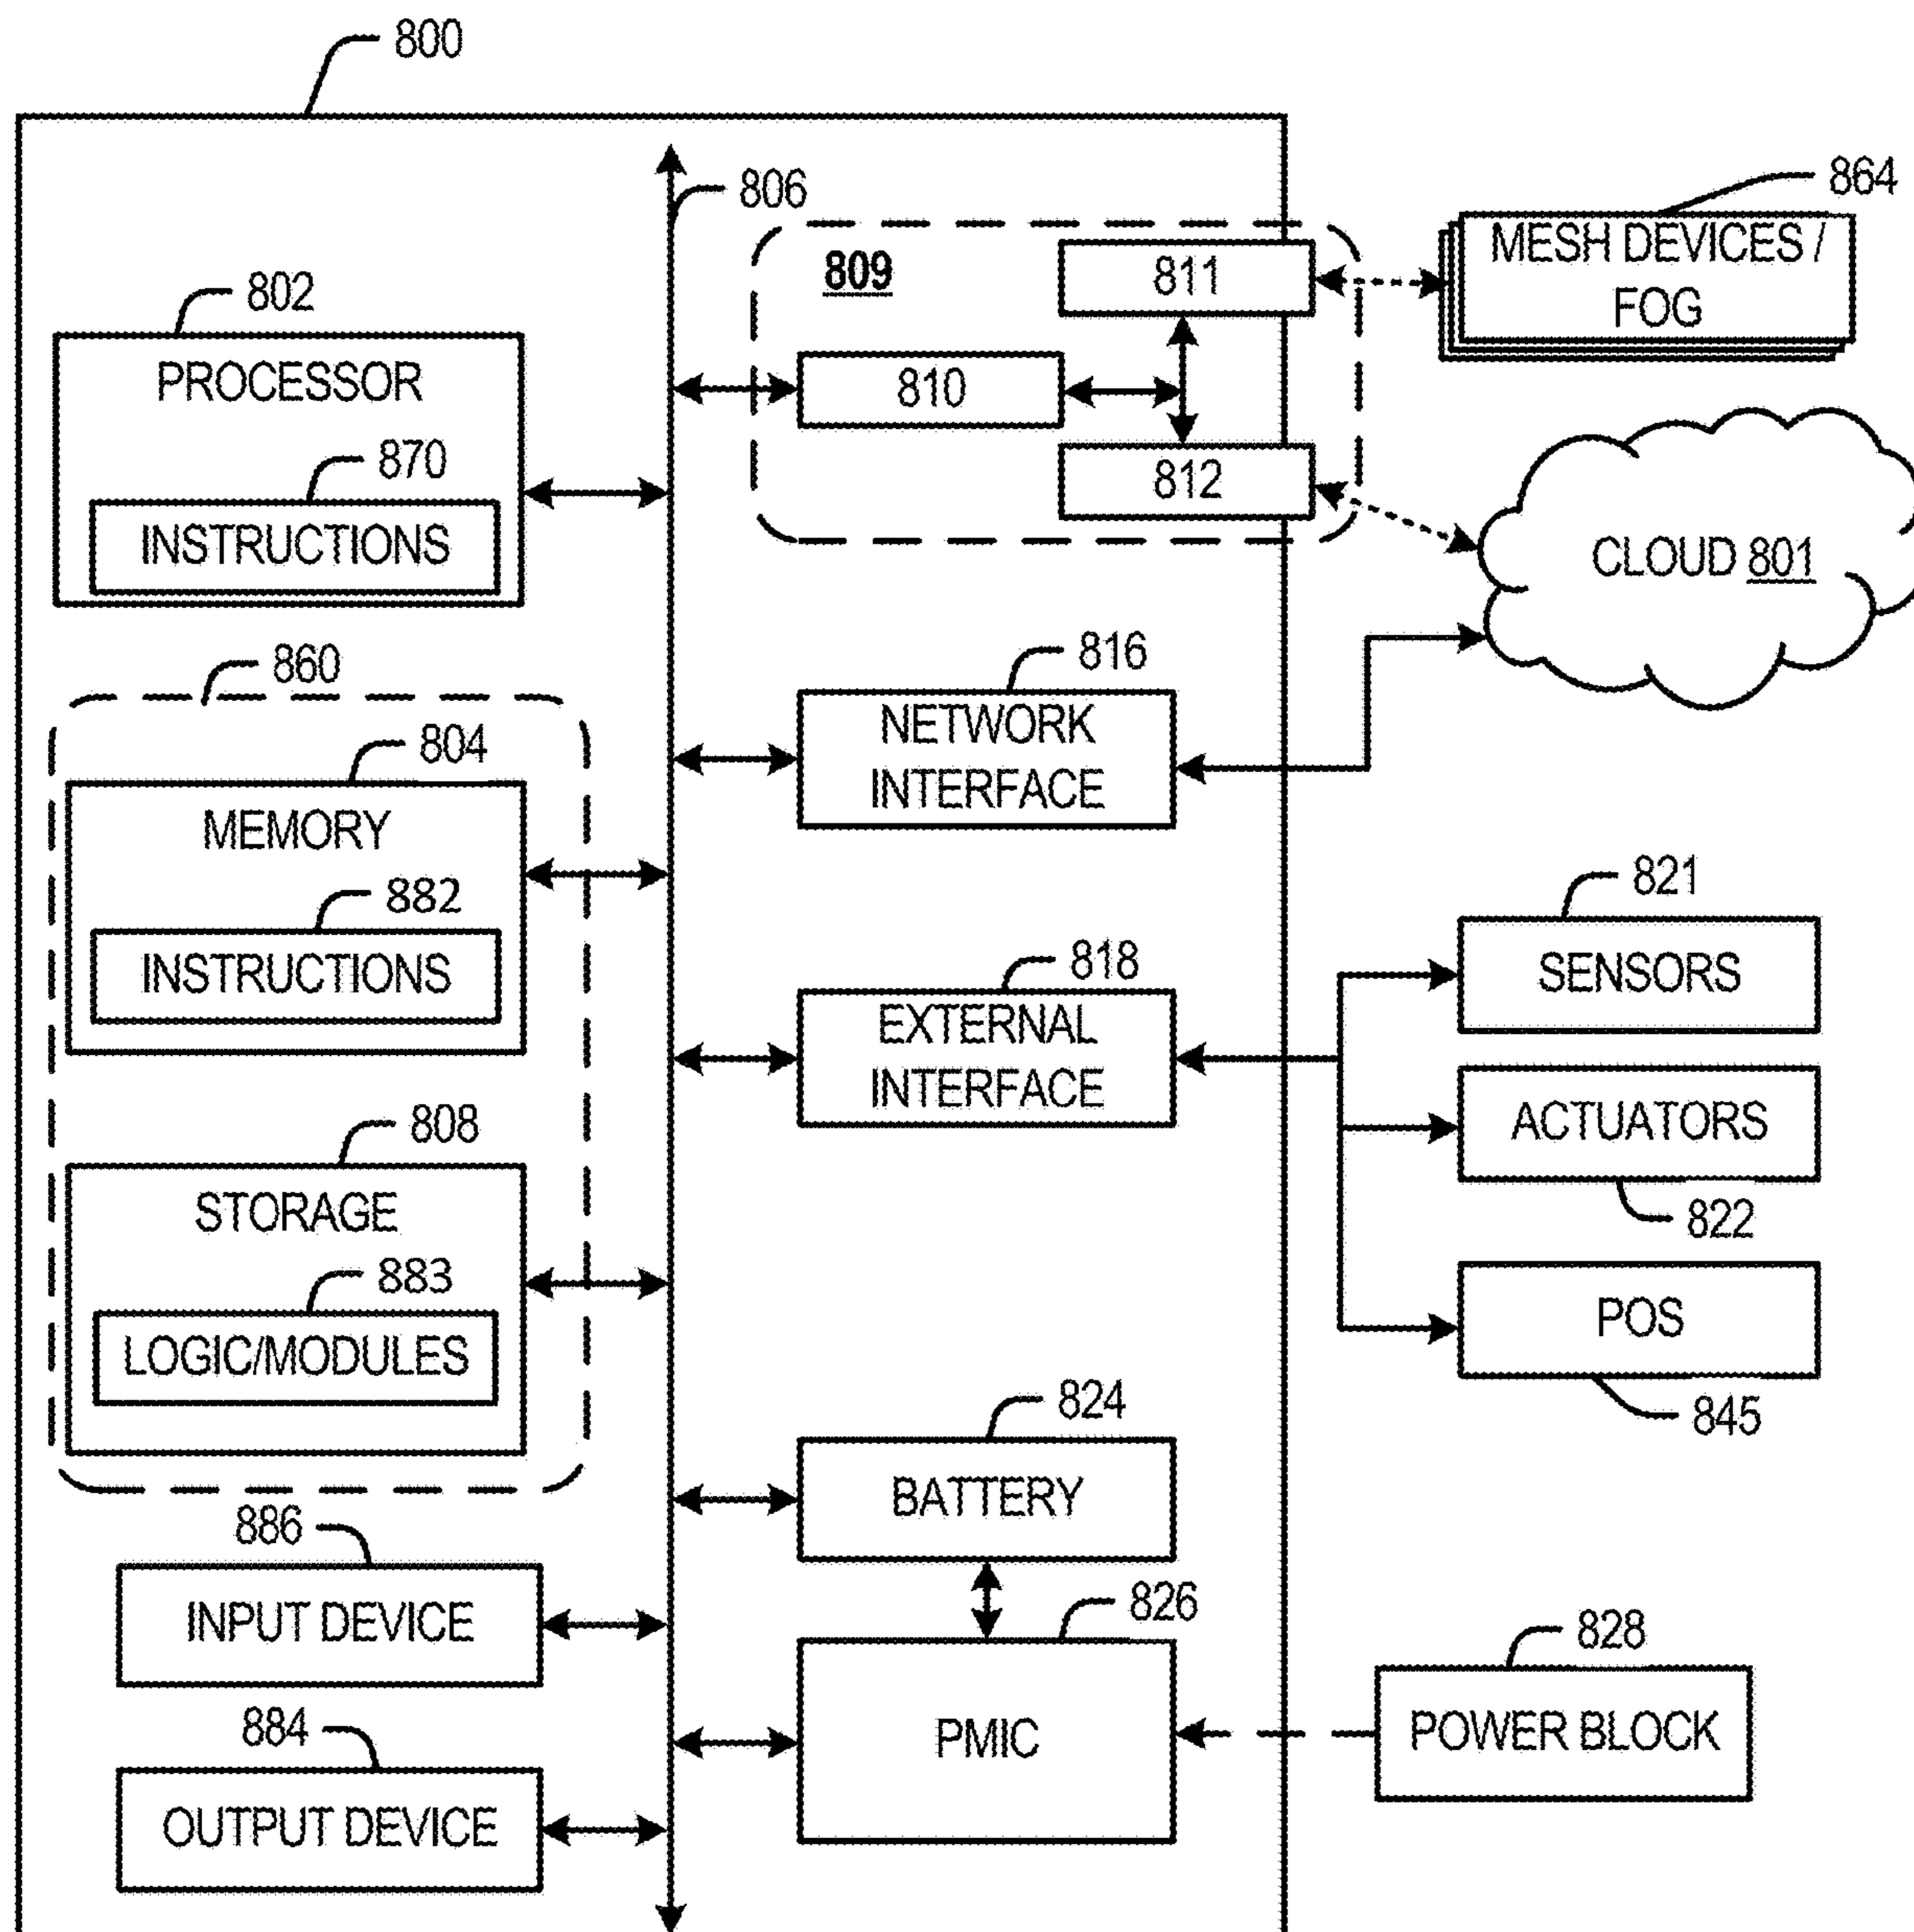 800
806
864
MESH DEVICES /
FOG
809
811
810
812
802
PROCESSOR
870
INSTRUCTIONS
CLOUD 801
860
804
MEMORY
882
INSTRUCTIONS
808
STORAGE
883
LOGIC/MODULES
816
NETWORK
INTERFACE
818
EXTERNAL
INTERFACE
821
SENSORS
ACTUATORS
822
POS
845
824
BATTERY
886
INPUT DEVICE
826
PMIC
828
POWER BLOCK
884
OUTPUT DEVICE